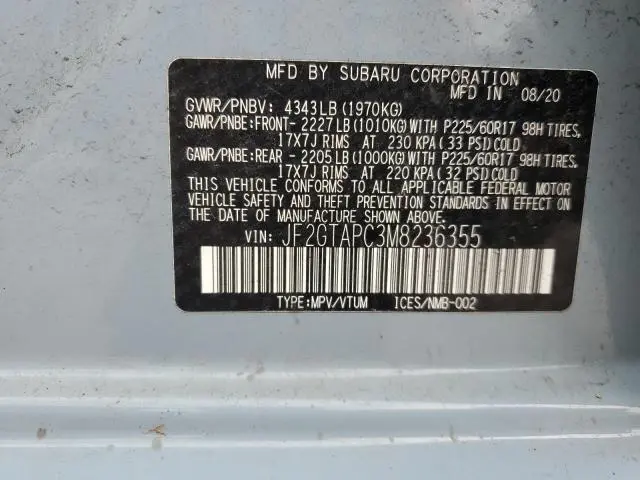 MFD BY SUBARU CORPORATION
MFD IN 08/20
GVWR/PNBV: 4343LB(1970KG)
GAWR/PNBE:FRONT- 2227LB(1010KG)WITH P225/60R17 98H TIRES,
17X7J RIMS AT 230 KPA(33 PSI)COLD
GAWR/PNBE:REAR - 2205LB(1000KG)WITH P225/60R17 98H TIRES,
17X7J RIMS AT 220 KPA(32 PSI)COLD
THIS VEHICLE CONFORMS TO ALL APPLICABLE FEDERAL MOTOR
VEHICLE SAFETY AND THEFT PREVENTION STANDARDS IN EFFECT
ON THE DATE OF MANUFACTURE SHOWN ABOVE.
VIN: JF2GTAPC3M8236355
TYPE:MPV/VTUM ICES/NMB-002